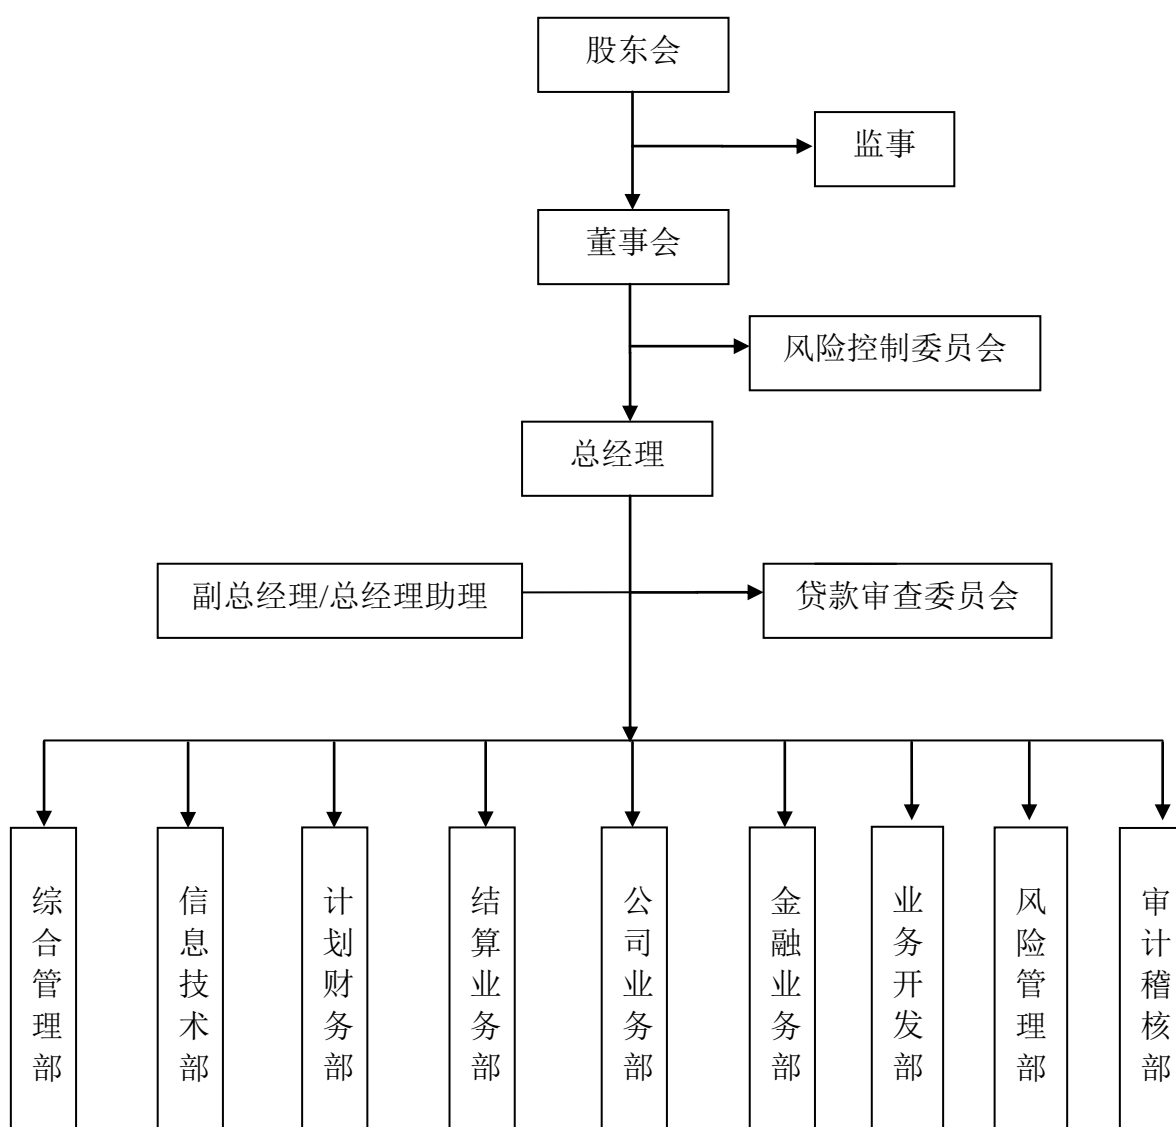 股东会
监事
董事会
风险控制委员会
总经理
副总经理/总经理助理
贷款审查委员会
综合管理部
信息技术部
计划财务部
结算业务部
公司业务部
金融业务部
业务开发部
风险管理部
审计稽核部